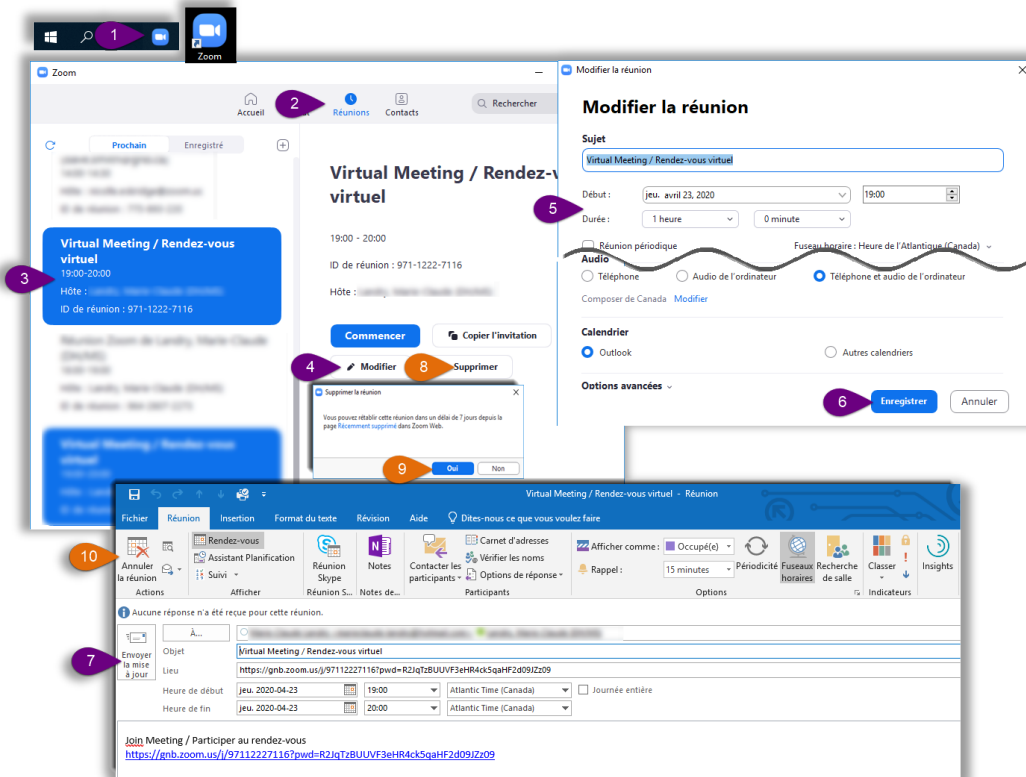 1
Zoom
Zoom
Accueil
2
Réunions
Contacts
Rechercher
Prochain
Enregistré
Virtual Meeting / Rendez-vous
virtuel
19:00-20:00
Hôte :
ID de réunion : 971-1222-7116
3
Virtual Meeting / Rendez-v
virtuel
19:00 - 20:00
ID de réunion : 971-1222-7116
Hôte :
Commencer
Copier l'invitation
4
Modifier
8
Supprimer
Supprimer la réunion
Vous pouvez rétablir cette réunion dans un délai de 7 jours depuis la
page Récemment supprimé dans Zoom Web.
9
Oui
Non
Modifier la réunion
Modifier la réunion
Sujet
Virtual Meeting / Rendez-vous virtuel
5
Début :
jeu. avril 23, 2020
19:00
Durée :
1 heure
0 minute
Réunion périodique
Fuseau horaire : Heure de l'Atlantique (Canada)
Audio
Téléphone
Audio de l'ordinateur
Téléphone et audio de l'ordinateur
Composer de Canada Modifier
Calendrier
Outlook
Autres calendriers
Options avancées
6
Enregistrer
Annuler
Virtual Meeting / Rendez-vous virtuel - Réunion
Fichier Réunion Insertion Format du texte Révision Aide Dites-nous ce que vous voulez faire
10
Annuler
la réunion
Actions
Rendez-vous
Assistant Planification
Suivi
Afficher
Réunion
Skype
Réunion S...
Notes
Notes de...
Contacter les
participants
Carnet d'adresses
Vérifier les noms
Options de réponse
Participants
Afficher comme :
Occupé(e)
Rappel :
15 minutes
Périodicité
Fuseaux
horaires
Recherche
de salle
Options
Classer
Indicateurs
Insights
Aucune réponse n'a été reçue pour cette réunion.
7
Envoyer
la mise
à jour
À...
Objet
Virtual Meeting / Rendez-vous virtuel
Lieu
https://gnb.zoom.us/j/97112227116?pwd=R2JqTzBUUVF3eHR4ck5qaHF2d09JZz09
Heure de début
jeu. 2020-04-23
19:00
Atlantic Time (Canada)
Journée entière
Heure de fin
jeu. 2020-04-23
20:00
Atlantic Time (Canada)
Join Meeting / Participer au rendez-vous
https://gnb.zoom.us/j/97112227116?pwd=R2JqTzBUUVF3eHR4ck5qaHF2d09JZz09